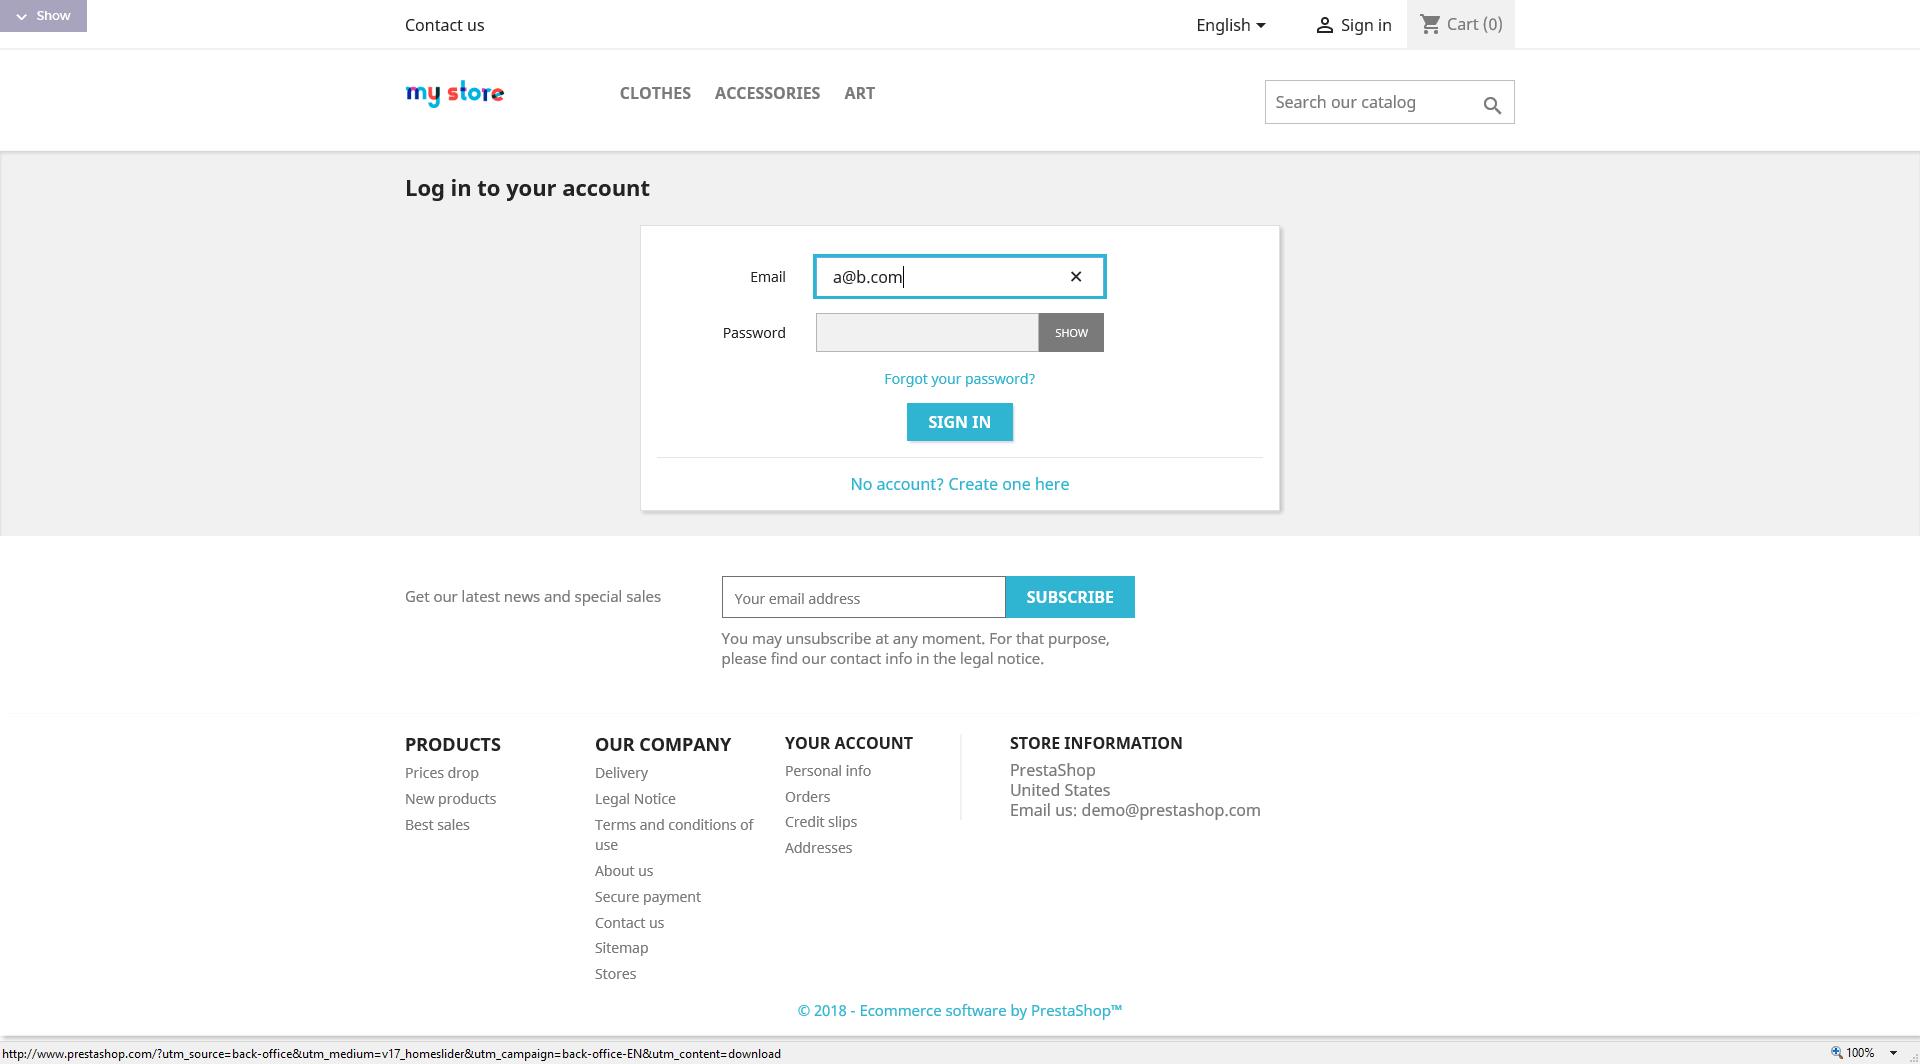 Show
Contact us
English
Sign in
Cart (0)
my store
CLOTHES
ACCESSORIES
ART
Search our catalog
Log in to your account
Email
a@b.com
Password
SHOW
Forgot your password?
SIGN IN
No account? Create one here
Get our latest news and special sales
Your email address
SUBSCRIBE
You may unsubscribe at any moment. For that purpose,
please find our contact info in the legal notice.
PRODUCTS
Prices drop
New products
Best sales
OUR COMPANY
Delivery
Legal Notice
Terms and conditions of
use
About us
Secure payment
Contact us
Sitemap
Stores
YOUR ACCOUNT
Personal info
Orders
Credit slips
Addresses
STORE INFORMATION
PrestaShop
United States
Email us: demo@prestashop.com
© 2018 - Ecommerce software by PrestaShop™
http://www.prestashop.com/?utm_source=back-office&utm_medium=v17_homeslider&utm_campaign=back-office-EN&utm_content=download
100%